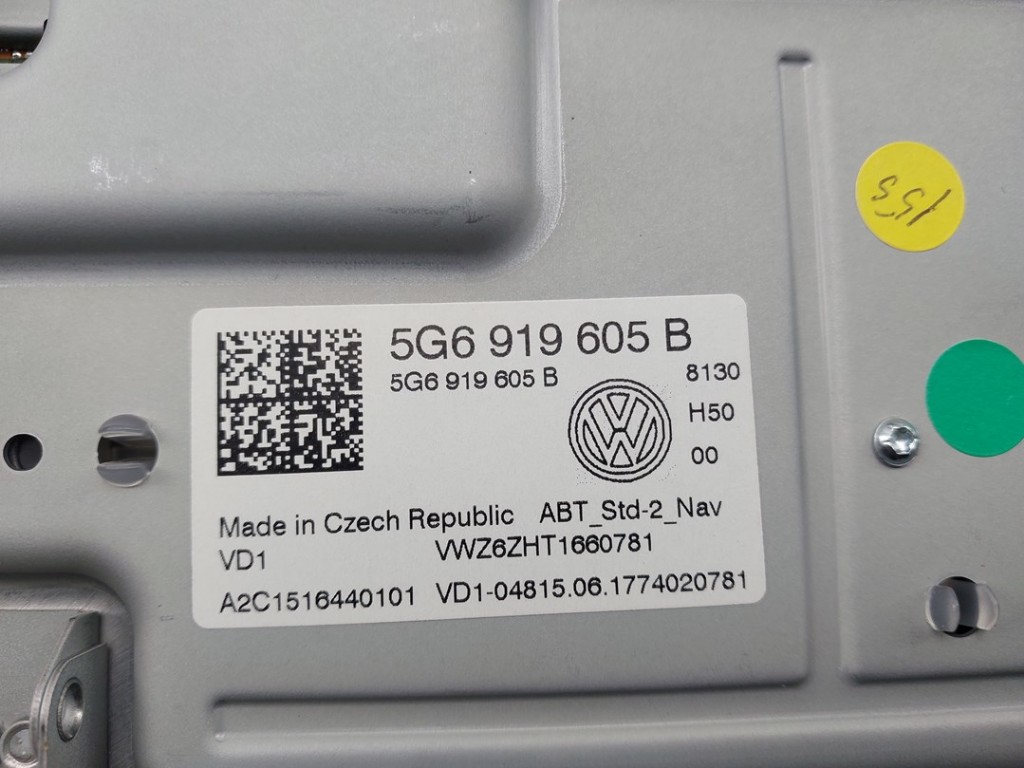 155
5G6 919 605 B
5G6 919 605 B
8130
H50
00
Made in Czech Republic ABT_Std-2_Nav
VD1 VWZ6ZHT1660781
A2C1516440101 VD1-04815.06.1774020781